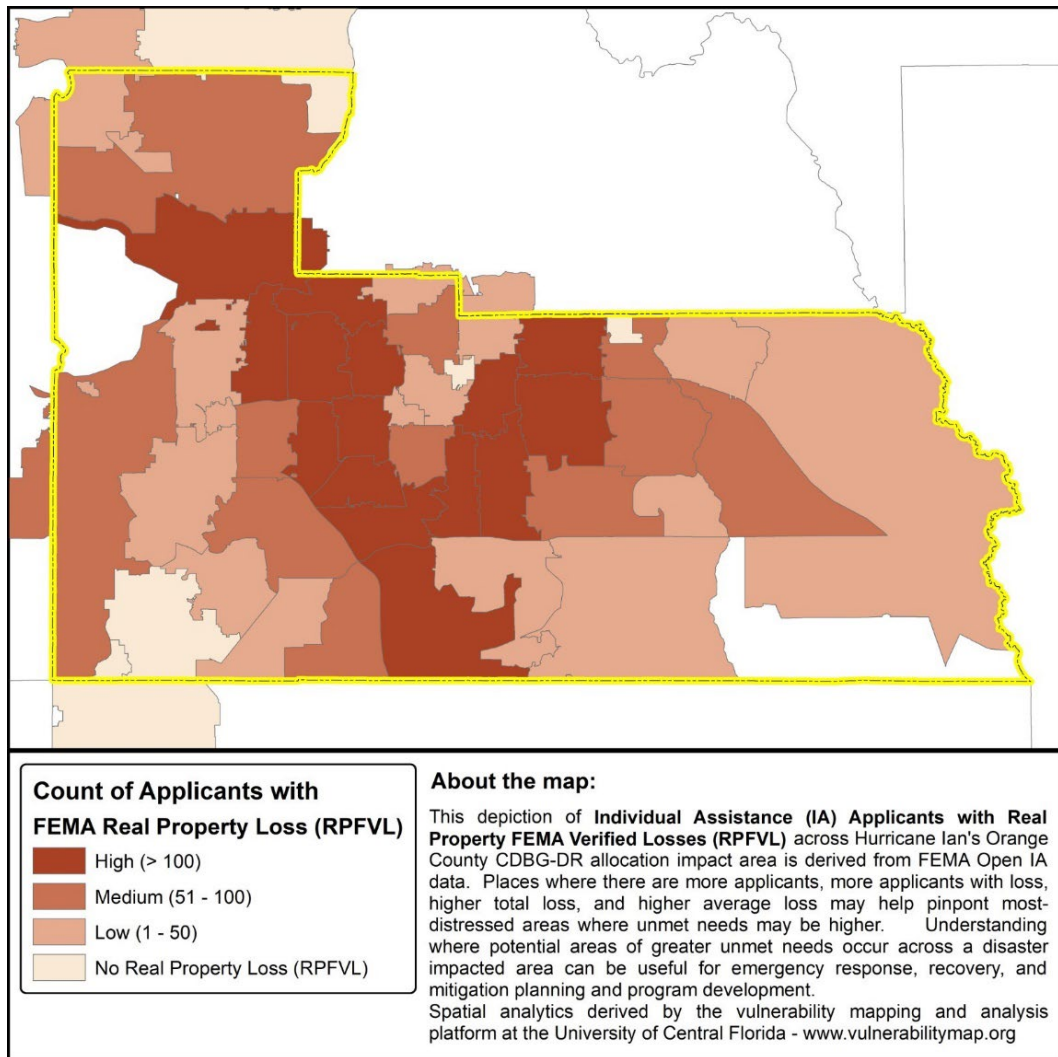 Count of Applicants with
FEMA Real Property Loss (RPFVL)
High (> 100)
Medium (51 - 100)
Low (1 - 50)
No Real Property Loss (RPFVL)
About the map:
This depiction of Individual Assistance (IA) Applicants with Real
Property FEMA Verified Losses (RPFVL) across Hurricane Ian's Orange
County CDBG-DR allocation impact area is derived from FEMA Open IA
data. Places where there are more applicants, more applicants with loss,
higher total loss, and higher average loss may help pinpont most-
distressed areas where unmet needs may be higher. Understanding
where potential areas of greater unmet needs occur across a disaster
impacted area can be useful for emergency response, recovery, and
mitigation planning and program development.
Spatial analytics derived by the vulnerability mapping and analysis
platform at the University of Central Florida - www.vulnerabilitymap.org